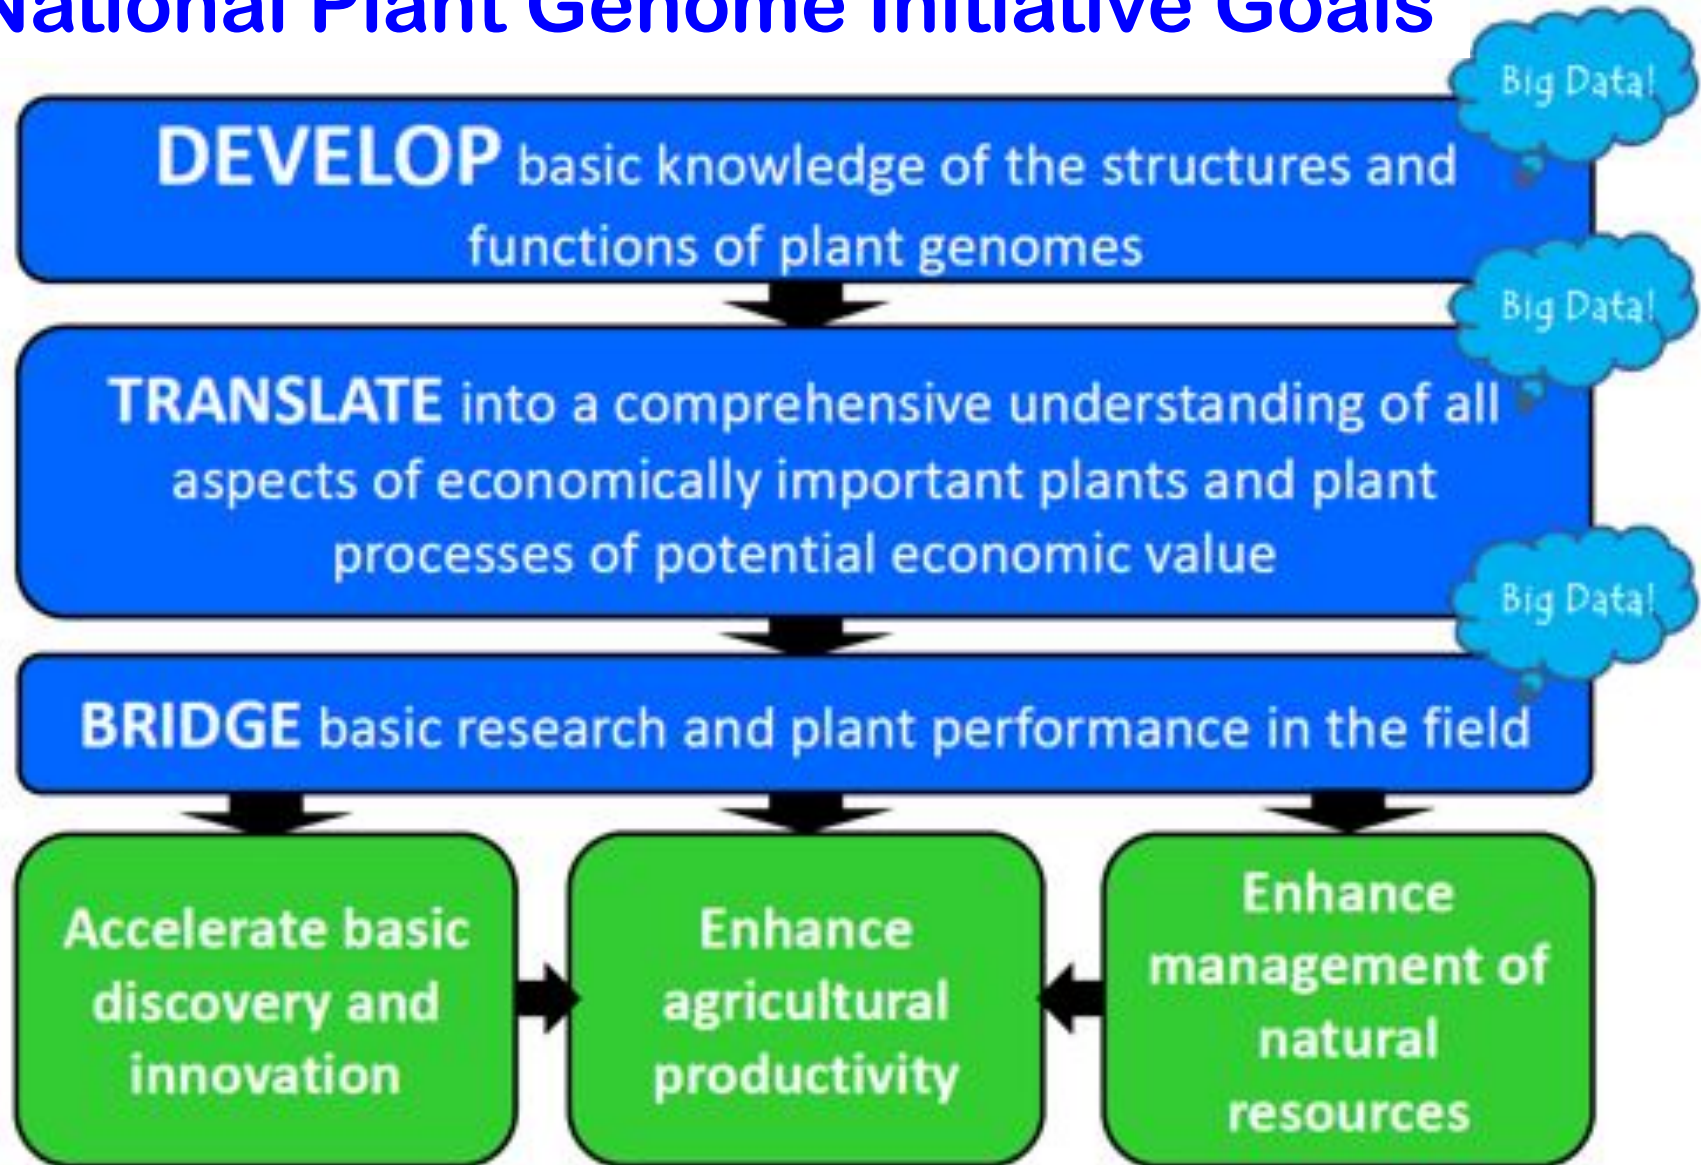 National Plant Genome Initiative Goals
Big Data!
DEVELOP basic knowledge of the structures and
functions of plant genomes
Big Data!
TRANSLATE into a comprehensive understanding of all
aspects of economically important plants and plant
processes of potential economic value
Big Data!
BRIDGE basic research and plant performance in the field
Accelerate basic
discovery and
innovation
Enhance
agricultural
productivity
Enhance
management of
natural
resources